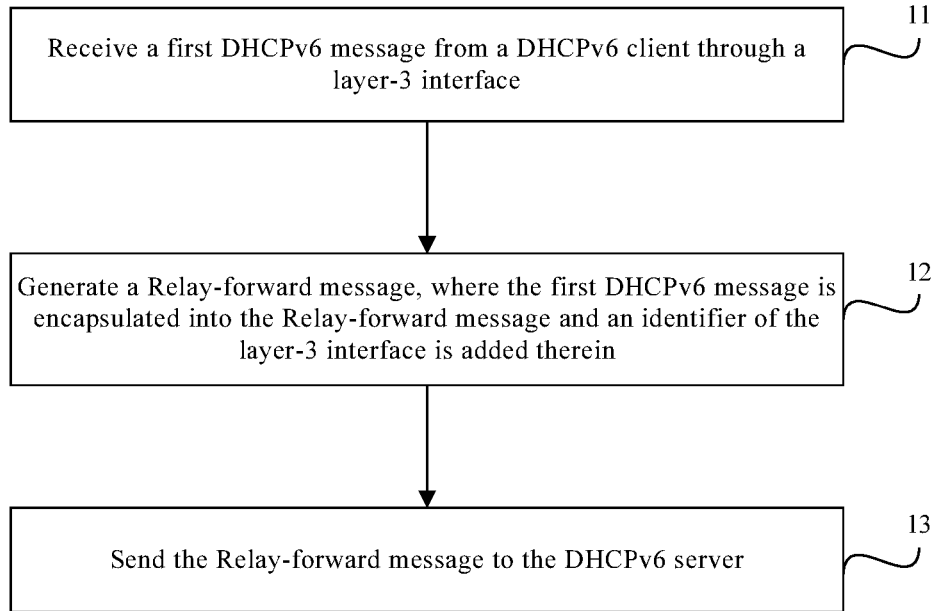 11
Receive a first DHCPv6 message from a DHCPv6 client through a
layer-3 interface
12
Generate a Relay-forward message, where the first DHCPv6 message is
encapsulated into the Relay-forward message and an identifier of the
layer-3 interface is added therein
13
Send the Relay-forward message to the DHCPv6 server